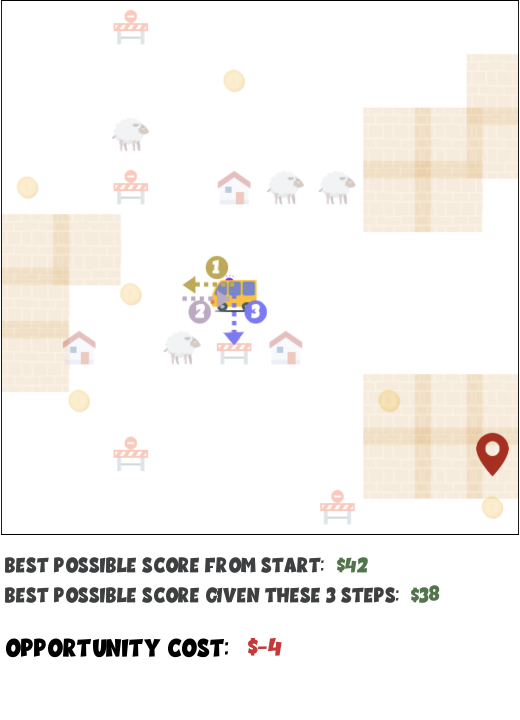 1
2
3
BEST POSSIBLE SCORE FROM START: $42
BEST POSSIBLE SCORE GIVEN THESE 3 STEPS: $38
OPPORTUNITY COST: $-4